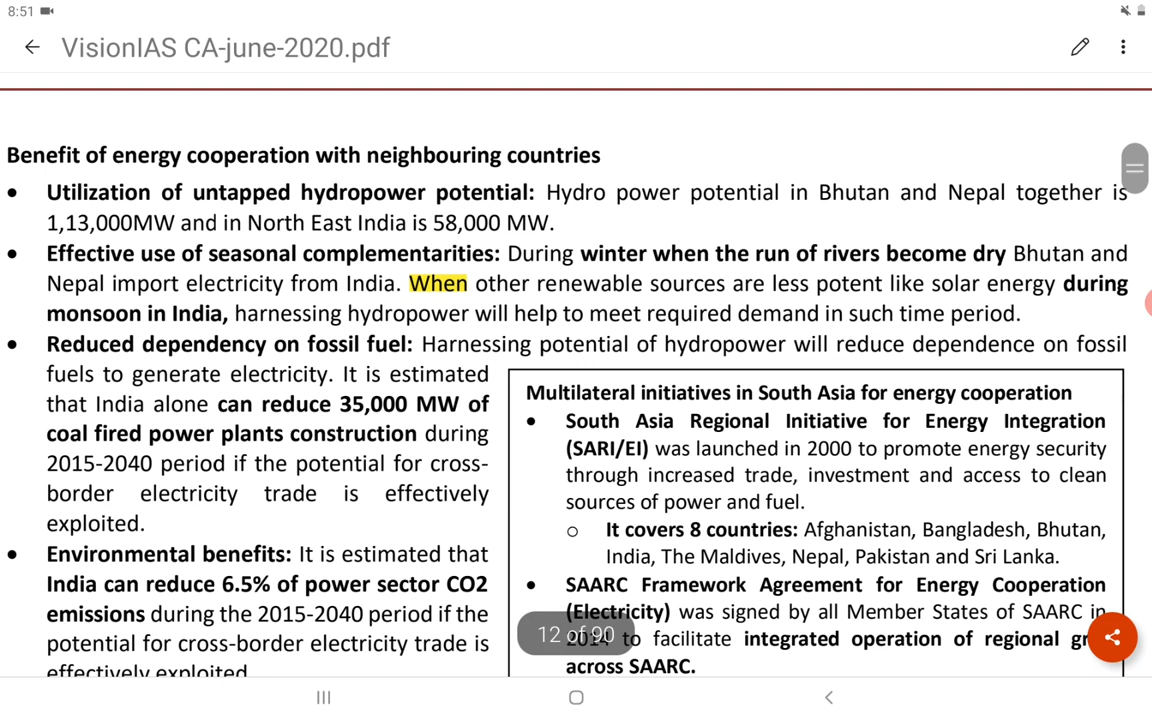 8:51
VisionIAS CA-june-2020.pdf
Benefit of energy cooperation with neighbouring countries
• Utilization of untapped hydropower potential: Hydro power potential in Bhutan and Nepal together is
1,13,000MW and in North East India is 58,000 MW.
• Effective use of seasonal complementarities: During winter when the run of rivers become dry Bhutan and
Nepal import electricity from India. When other renewable sources are less potent like solar energy during
monsoon in India, harnessing hydropower will help to meet required demand in such time period.
• Reduced dependency on fossil fuel: Harnessing potential of hydropower will reduce dependence on fossil
fuels to generate electricity. It is estimated
that India alone can reduce 35,000 MW of
coal fired power plants construction during
2015-2040 period if the potential for cross-
border electricity trade is effectively
exploited.
• Environmental benefits: It is estimated that
India can reduce 6.5% of power sector CO2
emissions during the 2015-2040 period if the
potential for cross-border electricity trade is
effectively exploited
Multilateral initiatives in South Asia for energy cooperation
• South Asia Regional Initiative for Energy Integration
(SARI/EI) was launched in 2000 to promote energy security
through increased trade, investment and access to clean
sources of power and fuel.
o It covers 8 countries: Afghanistan, Bangladesh, Bhutan,
India, The Maldives, Nepal, Pakistan and Sri Lanka.
• SAARC Framework Agreement for Energy Cooperation
(Electricity) was signed by all Member States of SAARC in
to facilitate integrated operation of regional
across SAARC.
12 of 90